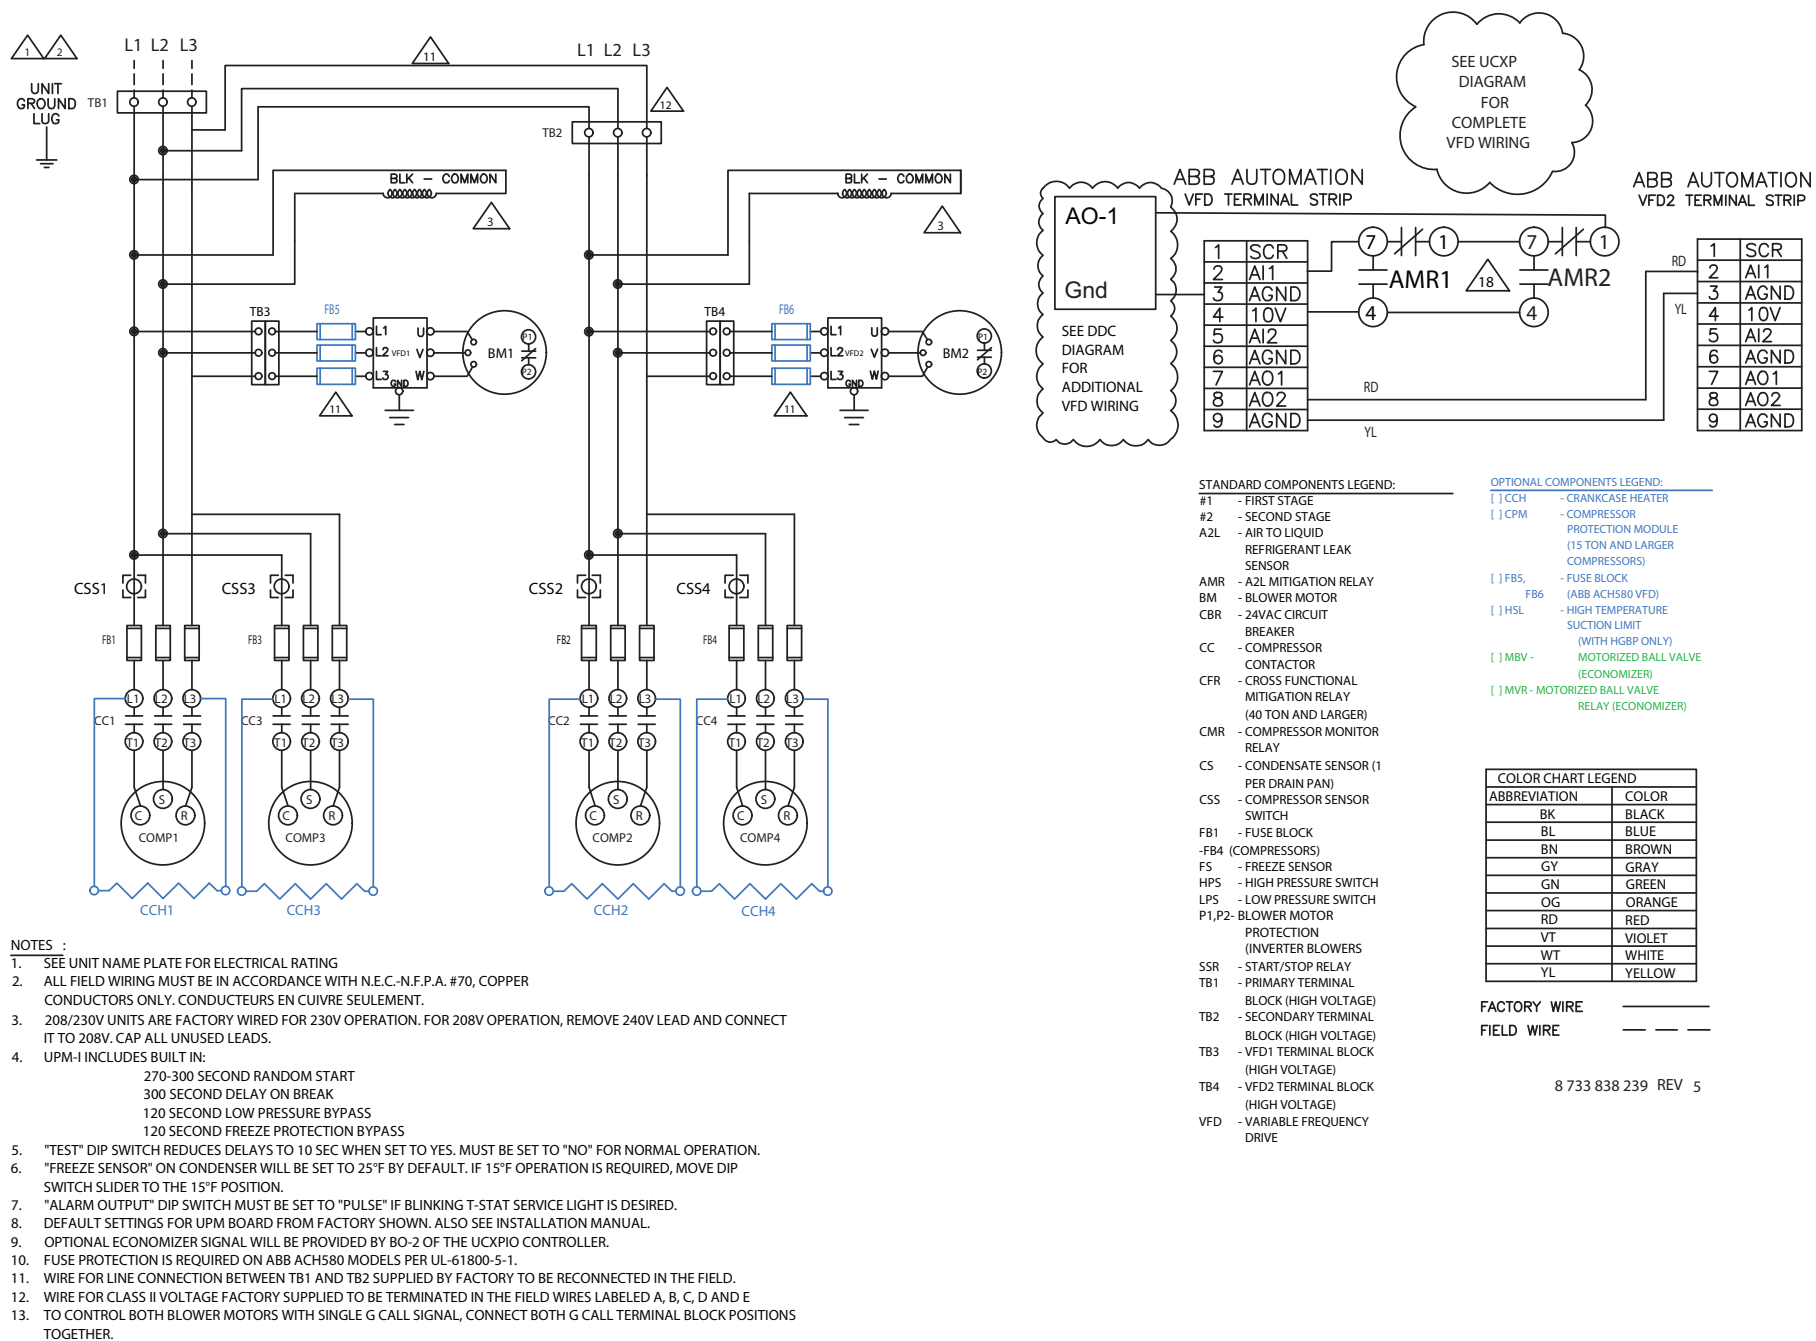 1 2
L1 L2 L3
UNIT
GROUND
LUG
TB1
11
L1 L2 L3
12
TB2
BLK - COMMON
3
BLK - COMMON
3
TB3
FB5
L1 U
L2 VFD1 V
L3 W
GND
BM1
P1
P2
11
TB4
FB6
L1 U
L2 VFD2 V
L3 W
GND
BM2
P1
P2
11
CSS1
CSS3
CSS2
CSS4
FB1
FB3
FB2
FB4
L1 L2 L3
L1 L2 L3
L1 L2 L3
L1 L2 L3
CC1
CC3
CC2
CC4
T1 T2 T3
T1 T2 T3
T1 T2 T3
T1 T2 T3
C S R
C S R
C S R
C S R
COMP1
COMP3
COMP2
COMP4
CCH1
CCH3
CCH2
CCH4
SEE UCXP
DIAGRAM
FOR
COMPLETE
VFD WIRING
ABB AUTOMATION
VFD TERMINAL STRIP
ABB AUTOMATION
VFD2 TERMINAL STRIP
AO-1
Gnd
SEE DDC
DIAGRAM
FOR
ADDITIONAL
VFD WIRING
1 SCR
2 AI1
3 AGND
4 10V
5 AI2
6 AGND
7 AO1
8 AO2
9 AGND
7 1 7 1
AMR1
18
AMR2
4 4
RD
YL
RD
YL
1 SCR
2 AI1
3 AGND
4 10V
5 AI2
6 AGND
7 AO1
8 AO2
9 AGND
STANDARD COMPONENTS LEGEND:
#1 - FIRST STAGE
#2 - SECOND STAGE
A2L - AIR TO LIQUID
REFRIGERANT LEAK
SENSOR
AMR - A2L MITIGATION RELAY
BM - BLOWER MOTOR
CBR - 24VAC CIRCUIT
BREAKER
CC - COMPRESSOR
CONTACTOR
CFR - CROSS FUNCTIONAL
MITIGATION RELAY
(40 TON AND LARGER)
CMR - COMPRESSOR MONITOR
RELAY
CS - CONDENSATE SENSOR (1
PER DRAIN PAN)
CSS - COMPRESSOR SENSOR
SWITCH
FB1 - FUSE BLOCK
-FB4 (COMPRESSORS)
FS - FREEZE SENSOR
HPS - HIGH PRESSURE SWITCH
LPS - LOW PRESSURE SWITCH
P1,P2- BLOWER MOTOR
PROTECTION
(INVERTER BLOWERS
SSR - START/STOP RELAY
TB1 - PRIMARY TERMINAL
BLOCK (HIGH VOLTAGE)
TB2 - SECONDARY TERMINAL
BLOCK (HIGH VOLTAGE)
TB3 - VFD1 TERMINAL BLOCK
(HIGH VOLTAGE)
TB4 - VFD2 TERMINAL BLOCK
(HIGH VOLTAGE)
VFD - VARIABLE FREQUENCY
DRIVE
OPTIONAL COMPONENTS LEGEND:
[ ] CCH - CRANKCASE HEATER
[ ] CPM - COMPRESSOR
PROTECTION MODULE
(15 TON AND LARGER
COMPRESSORS)
[ ] FB5, - FUSE BLOCK
FB6 (ABB ACH580 VFD)
[ ] HSL - HIGH TEMPERATURE
SUCTION LIMIT
(WITH HGBP ONLY)
[ ] MBV - MOTORIZED BALL VALVE
(ECONOMIZER)
[ ] MVR - MOTORIZED BALL VALVE
RELAY (ECONOMIZER)
COLOR CHART LEGEND
ABBREVIATION COLOR
BK BLACK
BL BLUE
BN BROWN
GY GRAY
GN GREEN
OG ORANGE
RD RED
VT VIOLET
WT WHITE
YL YELLOW
FACTORY WIRE
FIELD WIRE
8 733 838 239 REV 5
NOTES :
1. SEE UNIT NAME PLATE FOR ELECTRICAL RATING
2. ALL FIELD WIRING MUST BE IN ACCORDANCE WITH N.E.C.-N.F.P.A. #70, COPPER
CONDUCTORS ONLY. CONDUCTEURS EN CUIVRE SEULEMENT.
3. 208/230V UNITS ARE FACTORY WIRED FOR 230V OPERATION. FOR 208V OPERATION, REMOVE 240V LEAD AND CONNECT
IT TO 208V. CAP ALL UNUSED LEADS.
4. UPM-I INCLUDES BUILT IN:
270-300 SECOND RANDOM START
300 SECOND DELAY ON BREAK
120 SECOND LOW PRESSURE BYPASS
120 SECOND FREEZE PROTECTION BYPASS
5. "TEST" DIP SWITCH REDUCES DELAYS TO 10 SEC WHEN SET TO YES. MUST BE SET TO "NO" FOR NORMAL OPERATION.
6. "FREEZE SENSOR" ON CONDENSER WILL BE SET TO 25°F BY DEFAULT. IF 15°F OPERATION IS REQUIRED, MOVE DIP
SWITCH SLIDER TO THE 15°F POSITION.
7. "ALARM OUTPUT" DIP SWITCH MUST BE SET TO "PULSE" IF BLINKING T-STAT SERVICE LIGHT IS DESIRED.
8. DEFAULT SETTINGS FOR UPM BOARD FROM FACTORY SHOWN. ALSO SEE INSTALLATION MANUAL.
9. OPTIONAL ECONOMIZER SIGNAL WILL BE PROVIDED BY BO-2 OF THE UCXPIO CONTROLLER.
10. FUSE PROTECTION IS REQUIRED ON ABB ACH580 MODELS PER UL-61800-5-1.
11. WIRE FOR LINE CONNECTION BETWEEN TB1 AND TB2 SUPPLIED BY FACTORY TO BE RECONNECTED IN THE FIELD.
12. WIRE FOR CLASS II VOLTAGE FACTORY SUPPLIED TO BE TERMINATED IN THE FIELD WIRES LABELED A, B, C, D AND E
13. TO CONTROL BOTH BLOWER MOTORS WITH SINGLE G CALL SIGNAL, CONNECT BOTH G CALL TERMINAL BLOCK POSITIONS
TOGETHER.